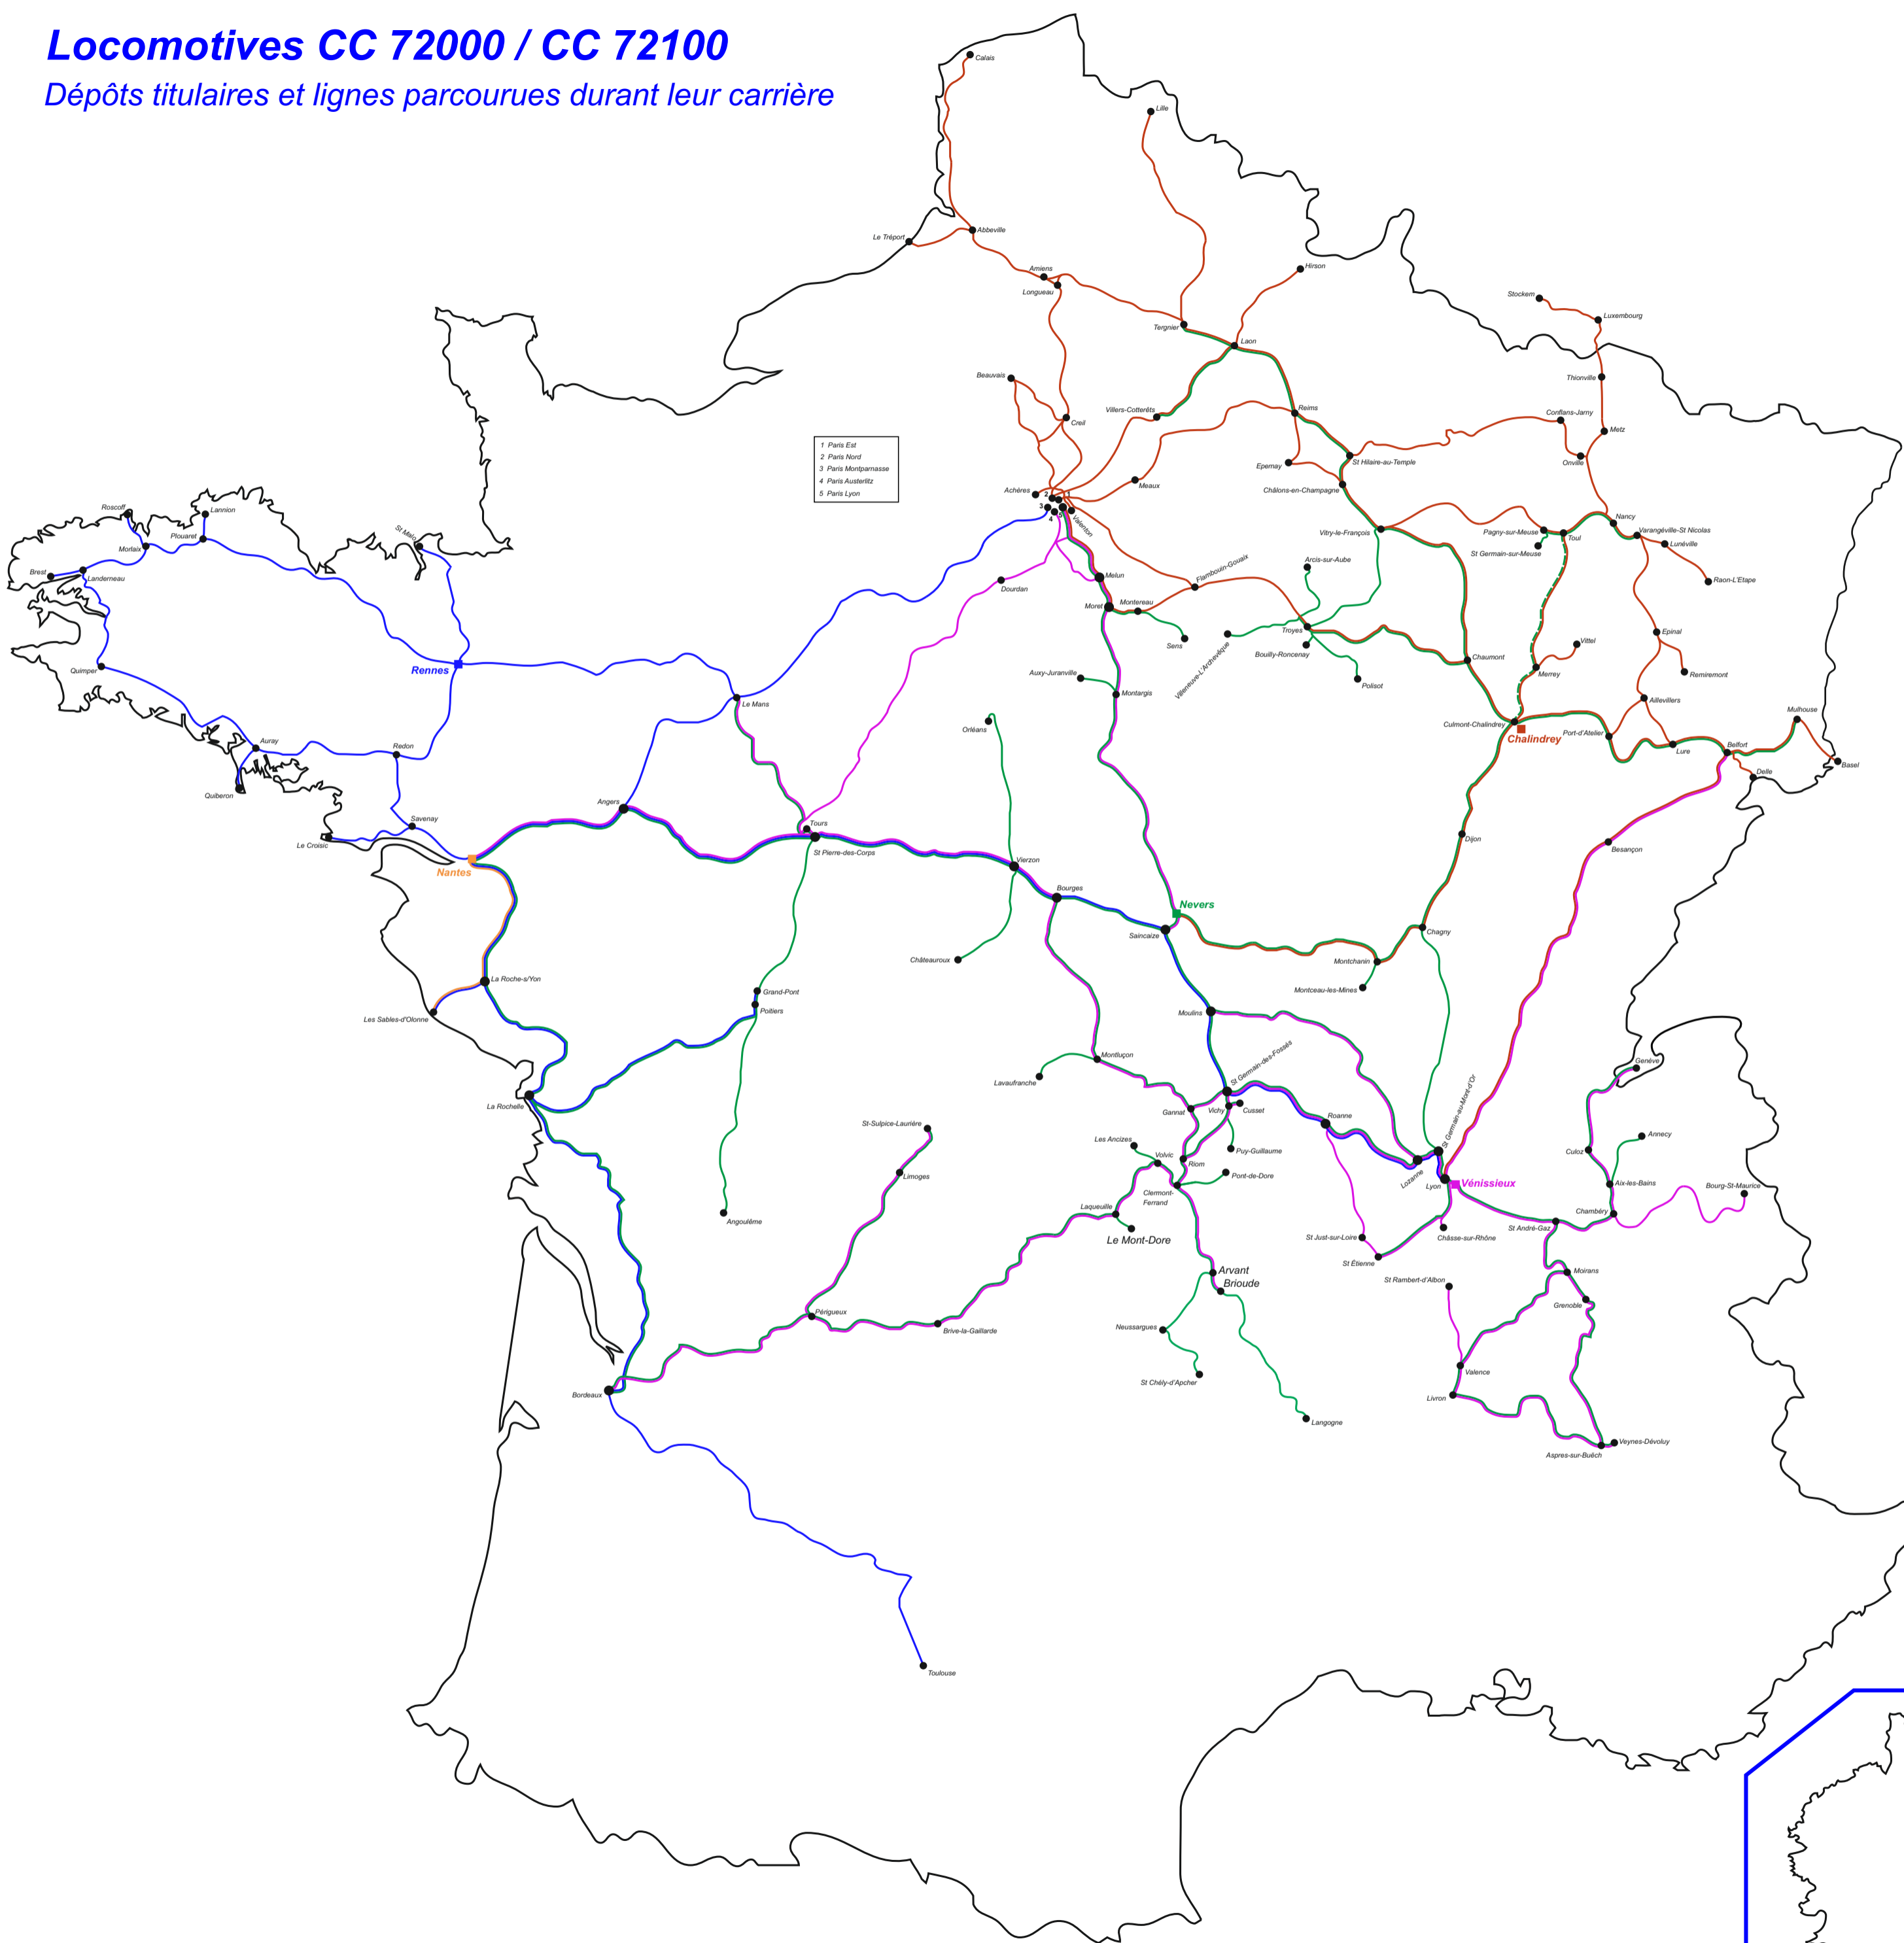 Locomotives CC 72000 / CC 72100
Dépôts titulaires et lignes parcourues durant leur carrière
Calais
Lille
Le Tréport
Abbeville
Amiens
Longueau
Hirson
Stockem
Luxembourg
Tergnier
Laon
Beauvais
Thionville
Creil
Villers-Cotterêts
Reims
Conflans-Jarny
Metz
1 Paris Est
2 Paris Nord
3 Paris Montparnasse
4 Paris Austerlitz
5 Paris Lyon
Epernay
St Hilaire-au-Temple
Onville
Achères
2
1
3
4
5
Valenton
Meaux
Châlons-en-Champagne
Roscoff
Lannion
Morlaix
Plouaret
St Malo
Brest
Landerneau
Vitry-le-François
Pagny-sur-Meuse
St Germain-sur-Meuse
Toul
Nancy
Varangéville-St Nicolas
Lunéville
Raon-L'Etape
Arcis-sur-Aube
Dourdan
Melun
Flambouin-Gouaix
Moret
Montereau
Sens
Villeneuve-L'Archevêque
Troyes
Bouilly-Roncenay
Polisot
Chaumont
Merrey
Vittel
Epinal
Remiremont
Quimper
Rennes
Auxy-Juranville
Montargis
Le Mans
Orléans
Culmont-Chalindrey
Chalindrey
Aillevillers
Port-d'Atelier
Lure
Belfort
Mulhouse
Basel
Delle
Auray
Redon
Quiberon
Savenay
Le Croisic
Angers
Tours
St Pierre-des-Corps
Nantes
Dijon
Besançon
Vierzon
Bourges
Nevers
Saincaize
Chagny
Montchanin
Montceau-les-Mines
Châteauroux
La Roche-s/Yon
Les Sables-d'Olonne
Grand-Pont
Poitiers
Moulins
Montluçon
Lavaufranche
St Germain-des-Fossés
Genève
La Rochelle
Gannat
Vichy
Cusset
Roanne
St Germain-au-Mont-d'Or
St-Sulpice-Laurière
Les Ancizes
Volvic
Riom
Puy-Guillaume
Lozanne
Lyon
Vénissieux
Culoz
Annecy
Limoges
Clermont-
Ferrand
Pont-de-Dore
Aix-les-Bains
Bourg-St-Maurice
Angoulême
Laqueuille
Le Mont-Dore
St Just-sur-Loire
Châsse-sur-Rhône
St André-Gaz
Chambéry
St Étienne
Arvant
Brioude
St Rambert-d'Albon
Moirans
Grenoble
Périgueux
Brive-la-Gaillarde
Neussargues
St Chély-d'Apcher
Valence
Livron
Bordeaux
Langogne
Aspres-sur-Buëch
Veynes-Dévoluy
Toulouse